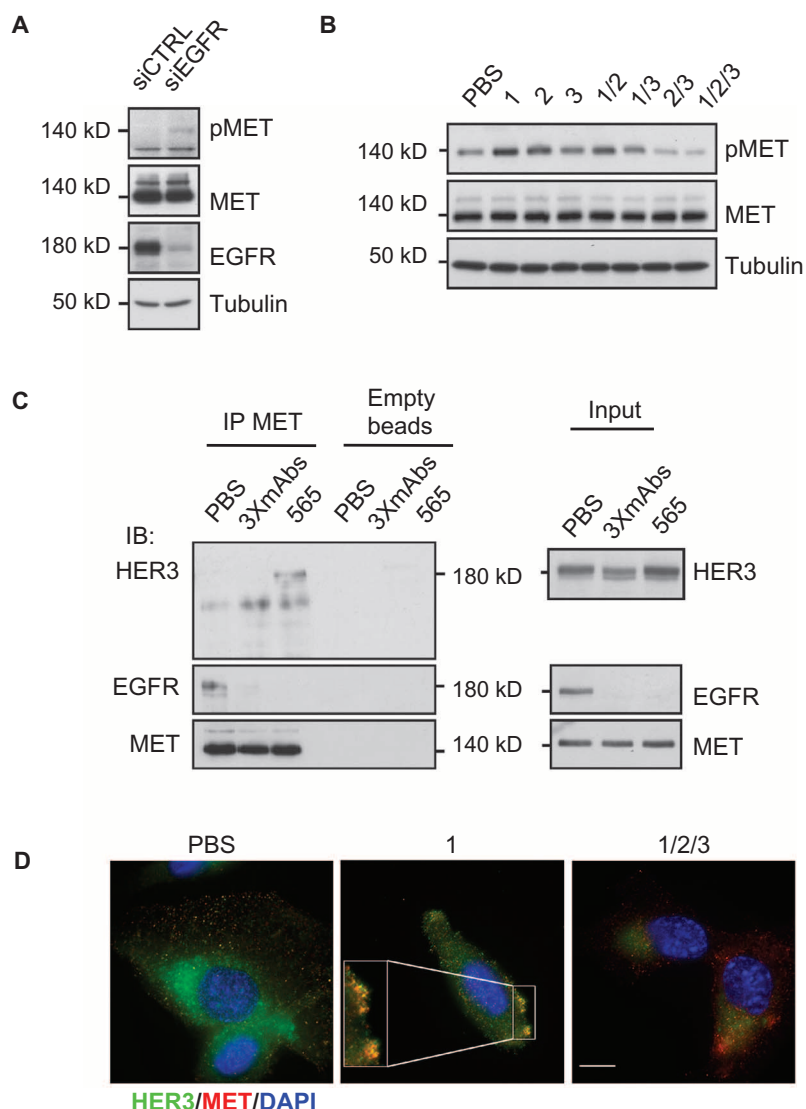 A
siCTRL
siEGFR
140 kD
pMET
140 kD
MET
180 kD
EGFR
50 kD
Tubulin
B
PBS
1
2
3
1/2
1/3
2/3
1/2/3
140 kD
pMET
140 kD
MET
50 kD
Tubulin
C
IP MET
Empty
beads
Input
PBS
3XmAbs
565
PBS
3XmAbs
565
PBS
3XmAbs
565
IB:
HER3
180 kD
HER3
EGFR
180 kD
EGFR
MET
140 kD
MET
D
PBS
1
1/2/3
HER3/MET/DAPI